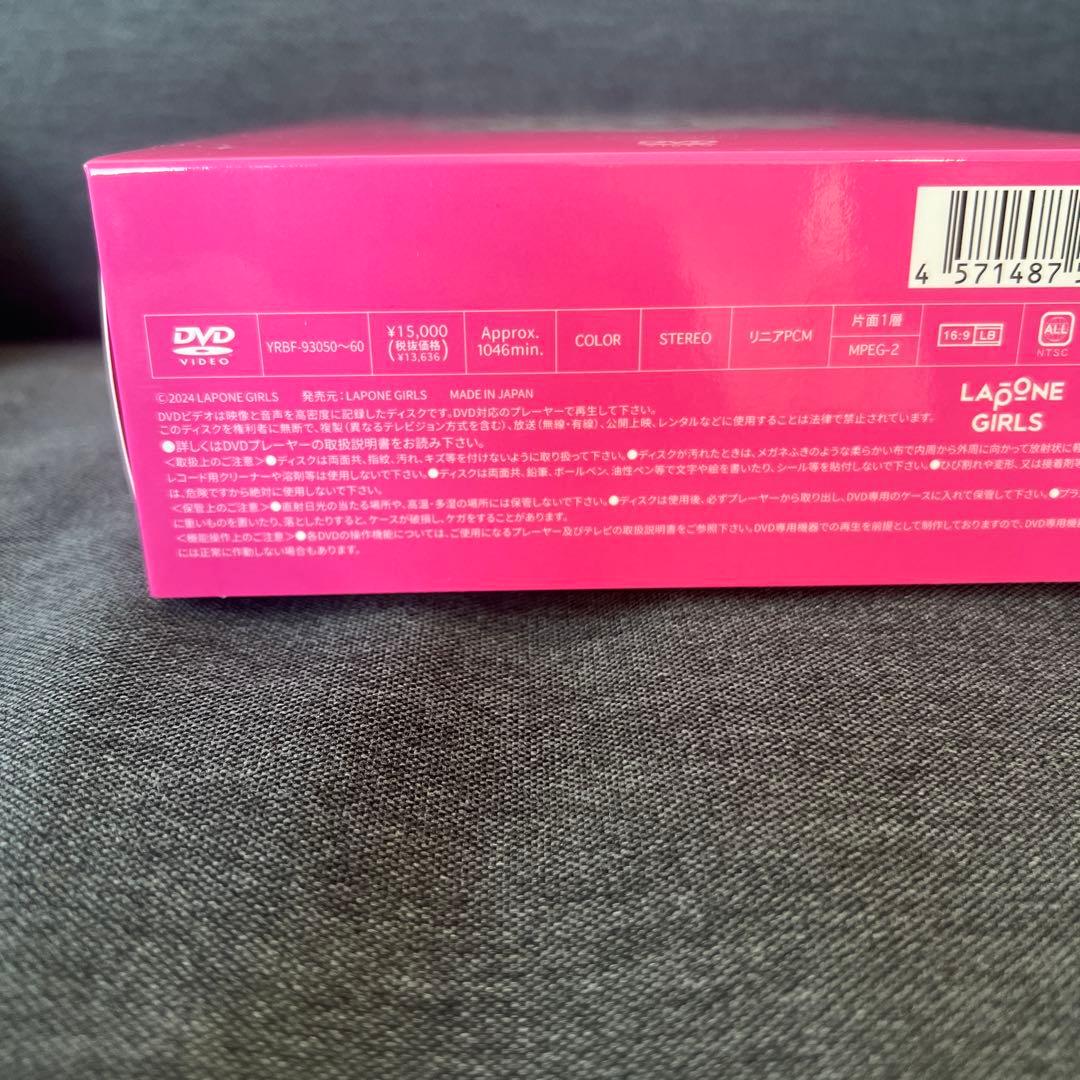 4 571487
DVD VIDEO
YRBF-93050〜60
¥15,000
(税抜価格 ¥13,636)
Approx. 1046min.
COLOR
STEREO
リニアPCM
片面1層
MPEG-2
16:9 LB
ALL
NTSC
©2024 LAPONE GIRLS 発売元:LAPONE GIRLS MADE IN JAPAN
LAPONE GIRLS
DVDビデオは映像と音声を高密度に記録したディスクです。DVD対応のプレーヤーで再生して下さい。
このディスクを権利者に無断で、複製(異なるテレビジョン方式を含む)、放送(無線・有線)、公開上映、レンタルなどに使用することは法律で禁止されています。
●詳しくはDVDプレーヤーの取扱説明書をお読み下さい。
<取扱上のご注意>●ディスクは両面共、指紋、汚れ、キズ等を付けないように取り扱って下さい。●ディスクが汚れたときは、メガネふきのような柔らかい布で内周から外周に向かって放射状に軽
レコード用クリーナーや溶剤等は使用しないで下さい。●ディスクは両面共、鉛筆、ボールペン、油性ペン等で文字や絵を書いたり、シール等を貼付しないで下さい。●ひび割れや変形、又は接着剤等
は、危険ですから絶対に使用しないで下さい。
<保管上のご注意>●直射日光の当たる場所や、高温・多湿の場所には保管しないで下さい。●ディスクは使用後、必ずプレーヤーから取り出し、DVD専用のケースに入れて保管して下さい。●プラ
に重いものを置いたり、落としたりすると、ケースが破損し、ケガをすることがあります。
<機能操作上のご注意>●各DVDの操作機能については、ご使用になるプレーヤー及びテレビの取扱説明書をご参照下さい。DVD専用機器での再生を前提として制作しておりますので、DVD専用機
には正常に作動しない場合もあります。